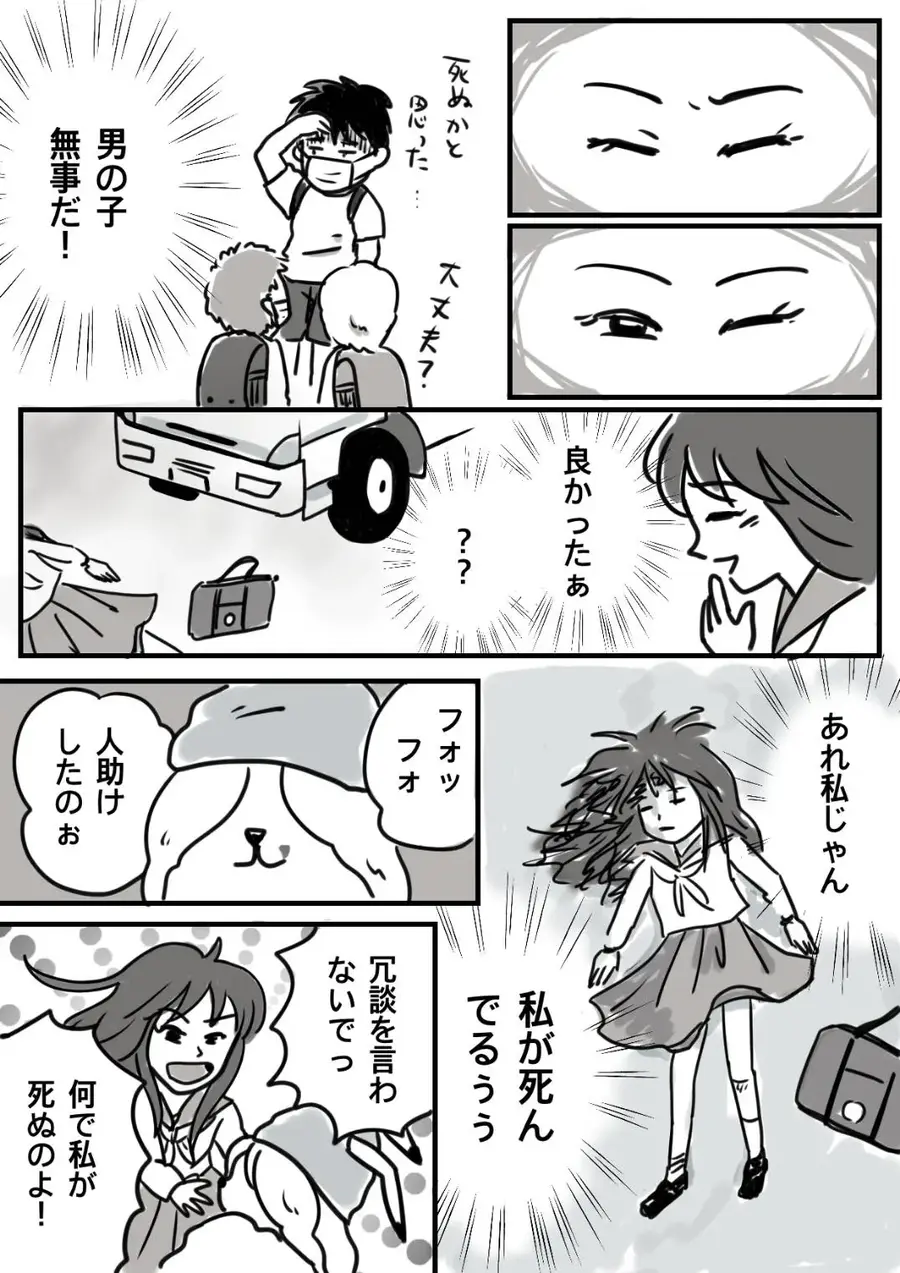 死ぬかと
思った…
大丈夫?
男の子
無事だ!
良かったぁ
??
あれ私じゃん
私が死ん
でるぅぅ
フォッ
フォ
人助け
したのぉ
冗談を言わ
ないでっ
何で私が
死ぬのよ!